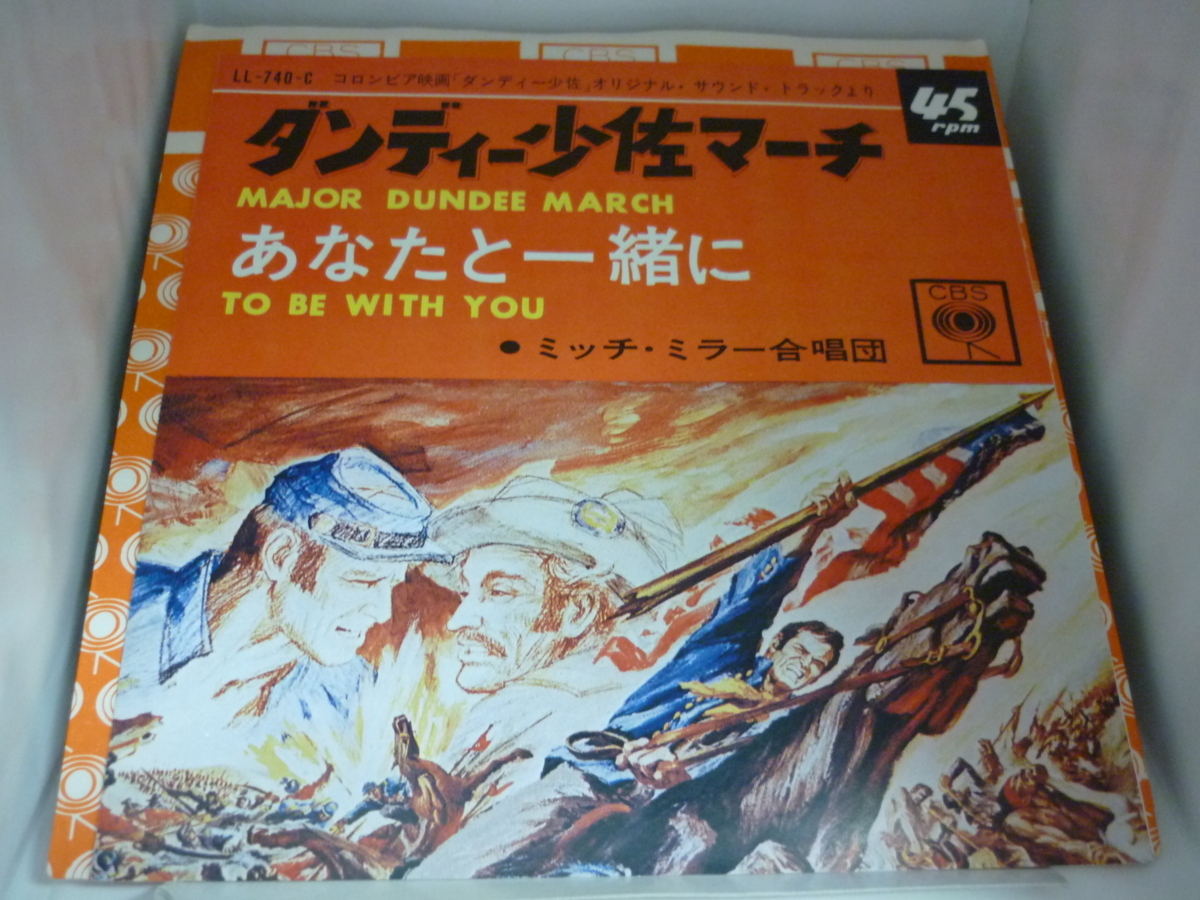 CBS
CBS
CBS
LL-740-C コロンビア映画「ダンディー少佐」オリジナル・サウンド・トラックより
45
rpm
ダンディー少佐マーチ
MAJOR DUNDEE MARCH
あなたと一緒に
TO BE WITH YOU
CBS
●ミッチ・ミラー合唱団